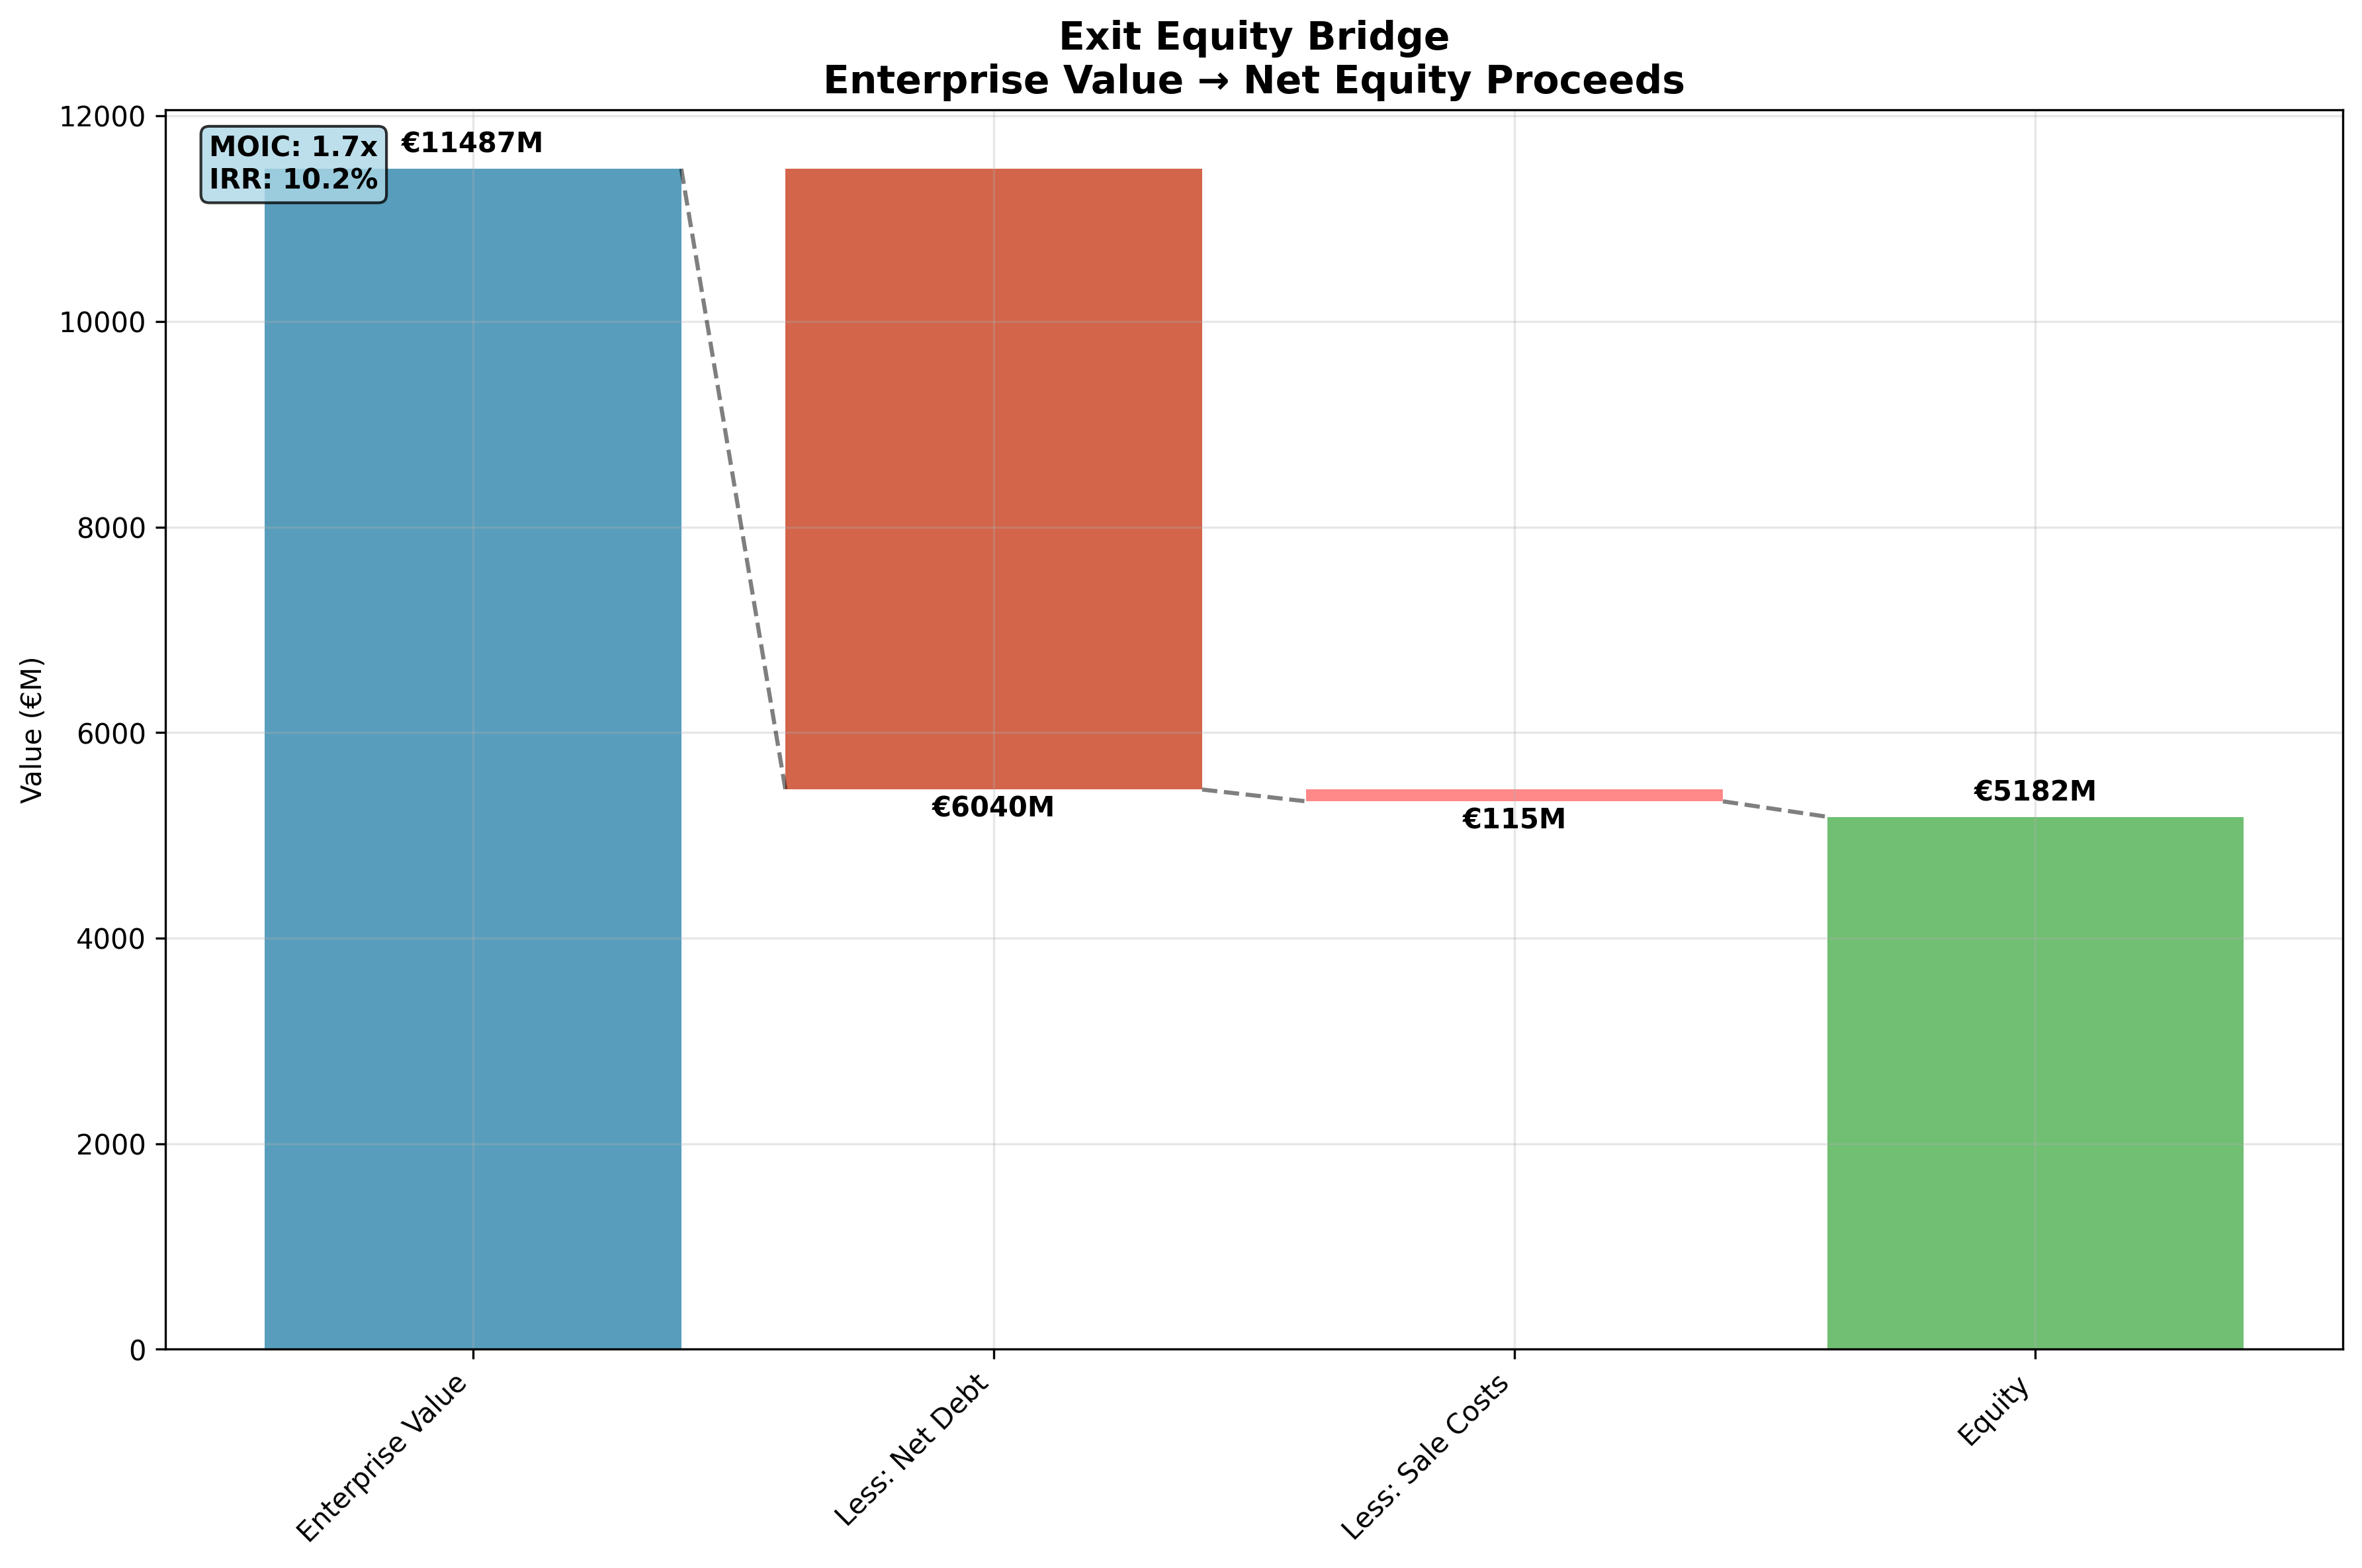 Exit Equity Bridge
Enterprise Value → Net Equity Proceeds
12000
10000
8000
6000
4000
2000
0
Value (€M)
MOIC: 1.7x
IRR: 10.2%
€11487M
€6040M
€115M
€5182M
Enterprise Value
Less: Net Debt
Less: Sale Costs
Equity